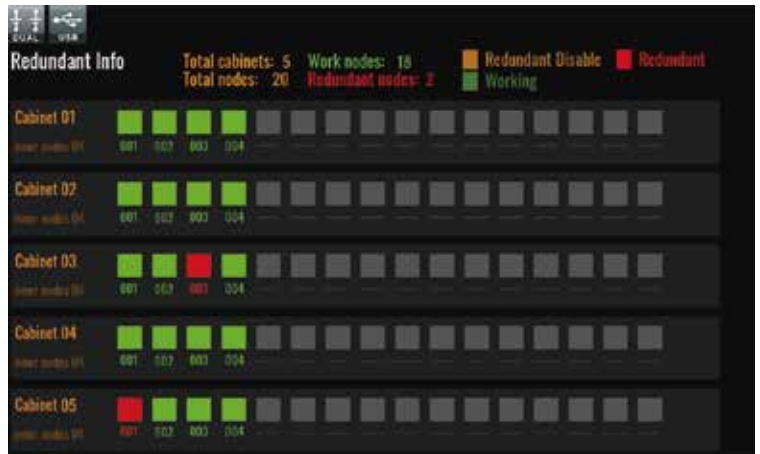 DUAL USB
Redundant Info
Total cabinets: 5 Work nodes: 18 Redundant Disable Redundant
Total nodes: 20 Redundant nodes: 2 Working
Cabinet 01
001 002 003 004
Cabinet 02
001 002 003 004
Cabinet 03
001 002 003 004
Cabinet 04
001 002 003 004
Cabinet 05
001 002 003 004